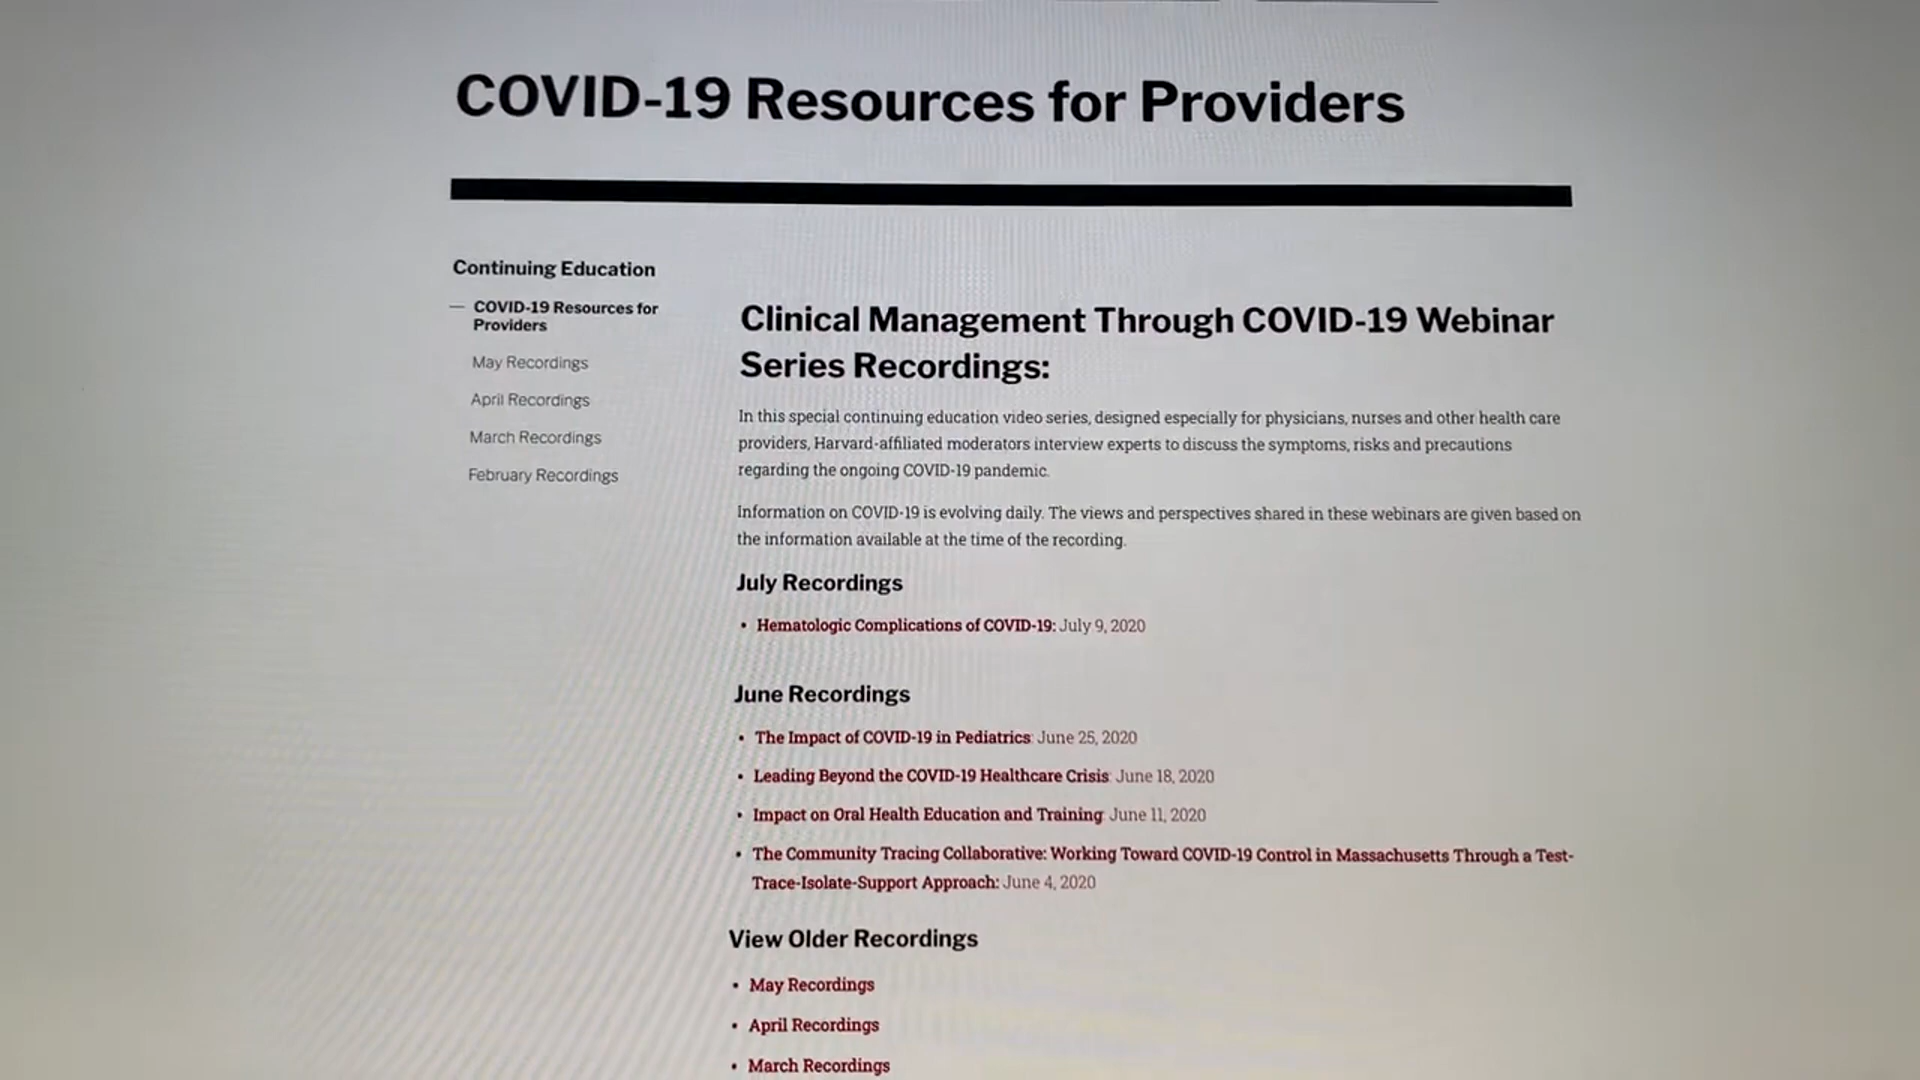 COVID-19 Resources for Providers
Continuing Education
— COVID-19 Resources for
Providers
May Recordings
April Recordings
March Recordings
February Recordings
Clinical Management Through COVID-19 Webinar
Series Recordings:
In this special continuing education video series, designed especially for physicians, nurses and other health care
providers, Harvard-affiliated moderators interview experts to discuss the symptoms, risks and precautions
regarding the ongoing COVID-19 pandemic.
Information on COVID-19 is evolving daily. The views and perspectives shared in these webinars are given based on
the information available at the time of the recording.
July Recordings
• Hematologic Complications of COVID-19: July 9, 2020
June Recordings
• The Impact of COVID-19 in Pediatrics: June 25, 2020
• Leading Beyond the COVID-19 Healthcare Crisis: June 18, 2020
• Impact on Oral Health Education and Training: June 11, 2020
• The Community Tracing Collaborative: Working Toward COVID-19 Control in Massachusetts Through a Test-
Trace-Isolate-Support Approach: June 4, 2020
View Older Recordings
• May Recordings
• April Recordings
• March Recordings